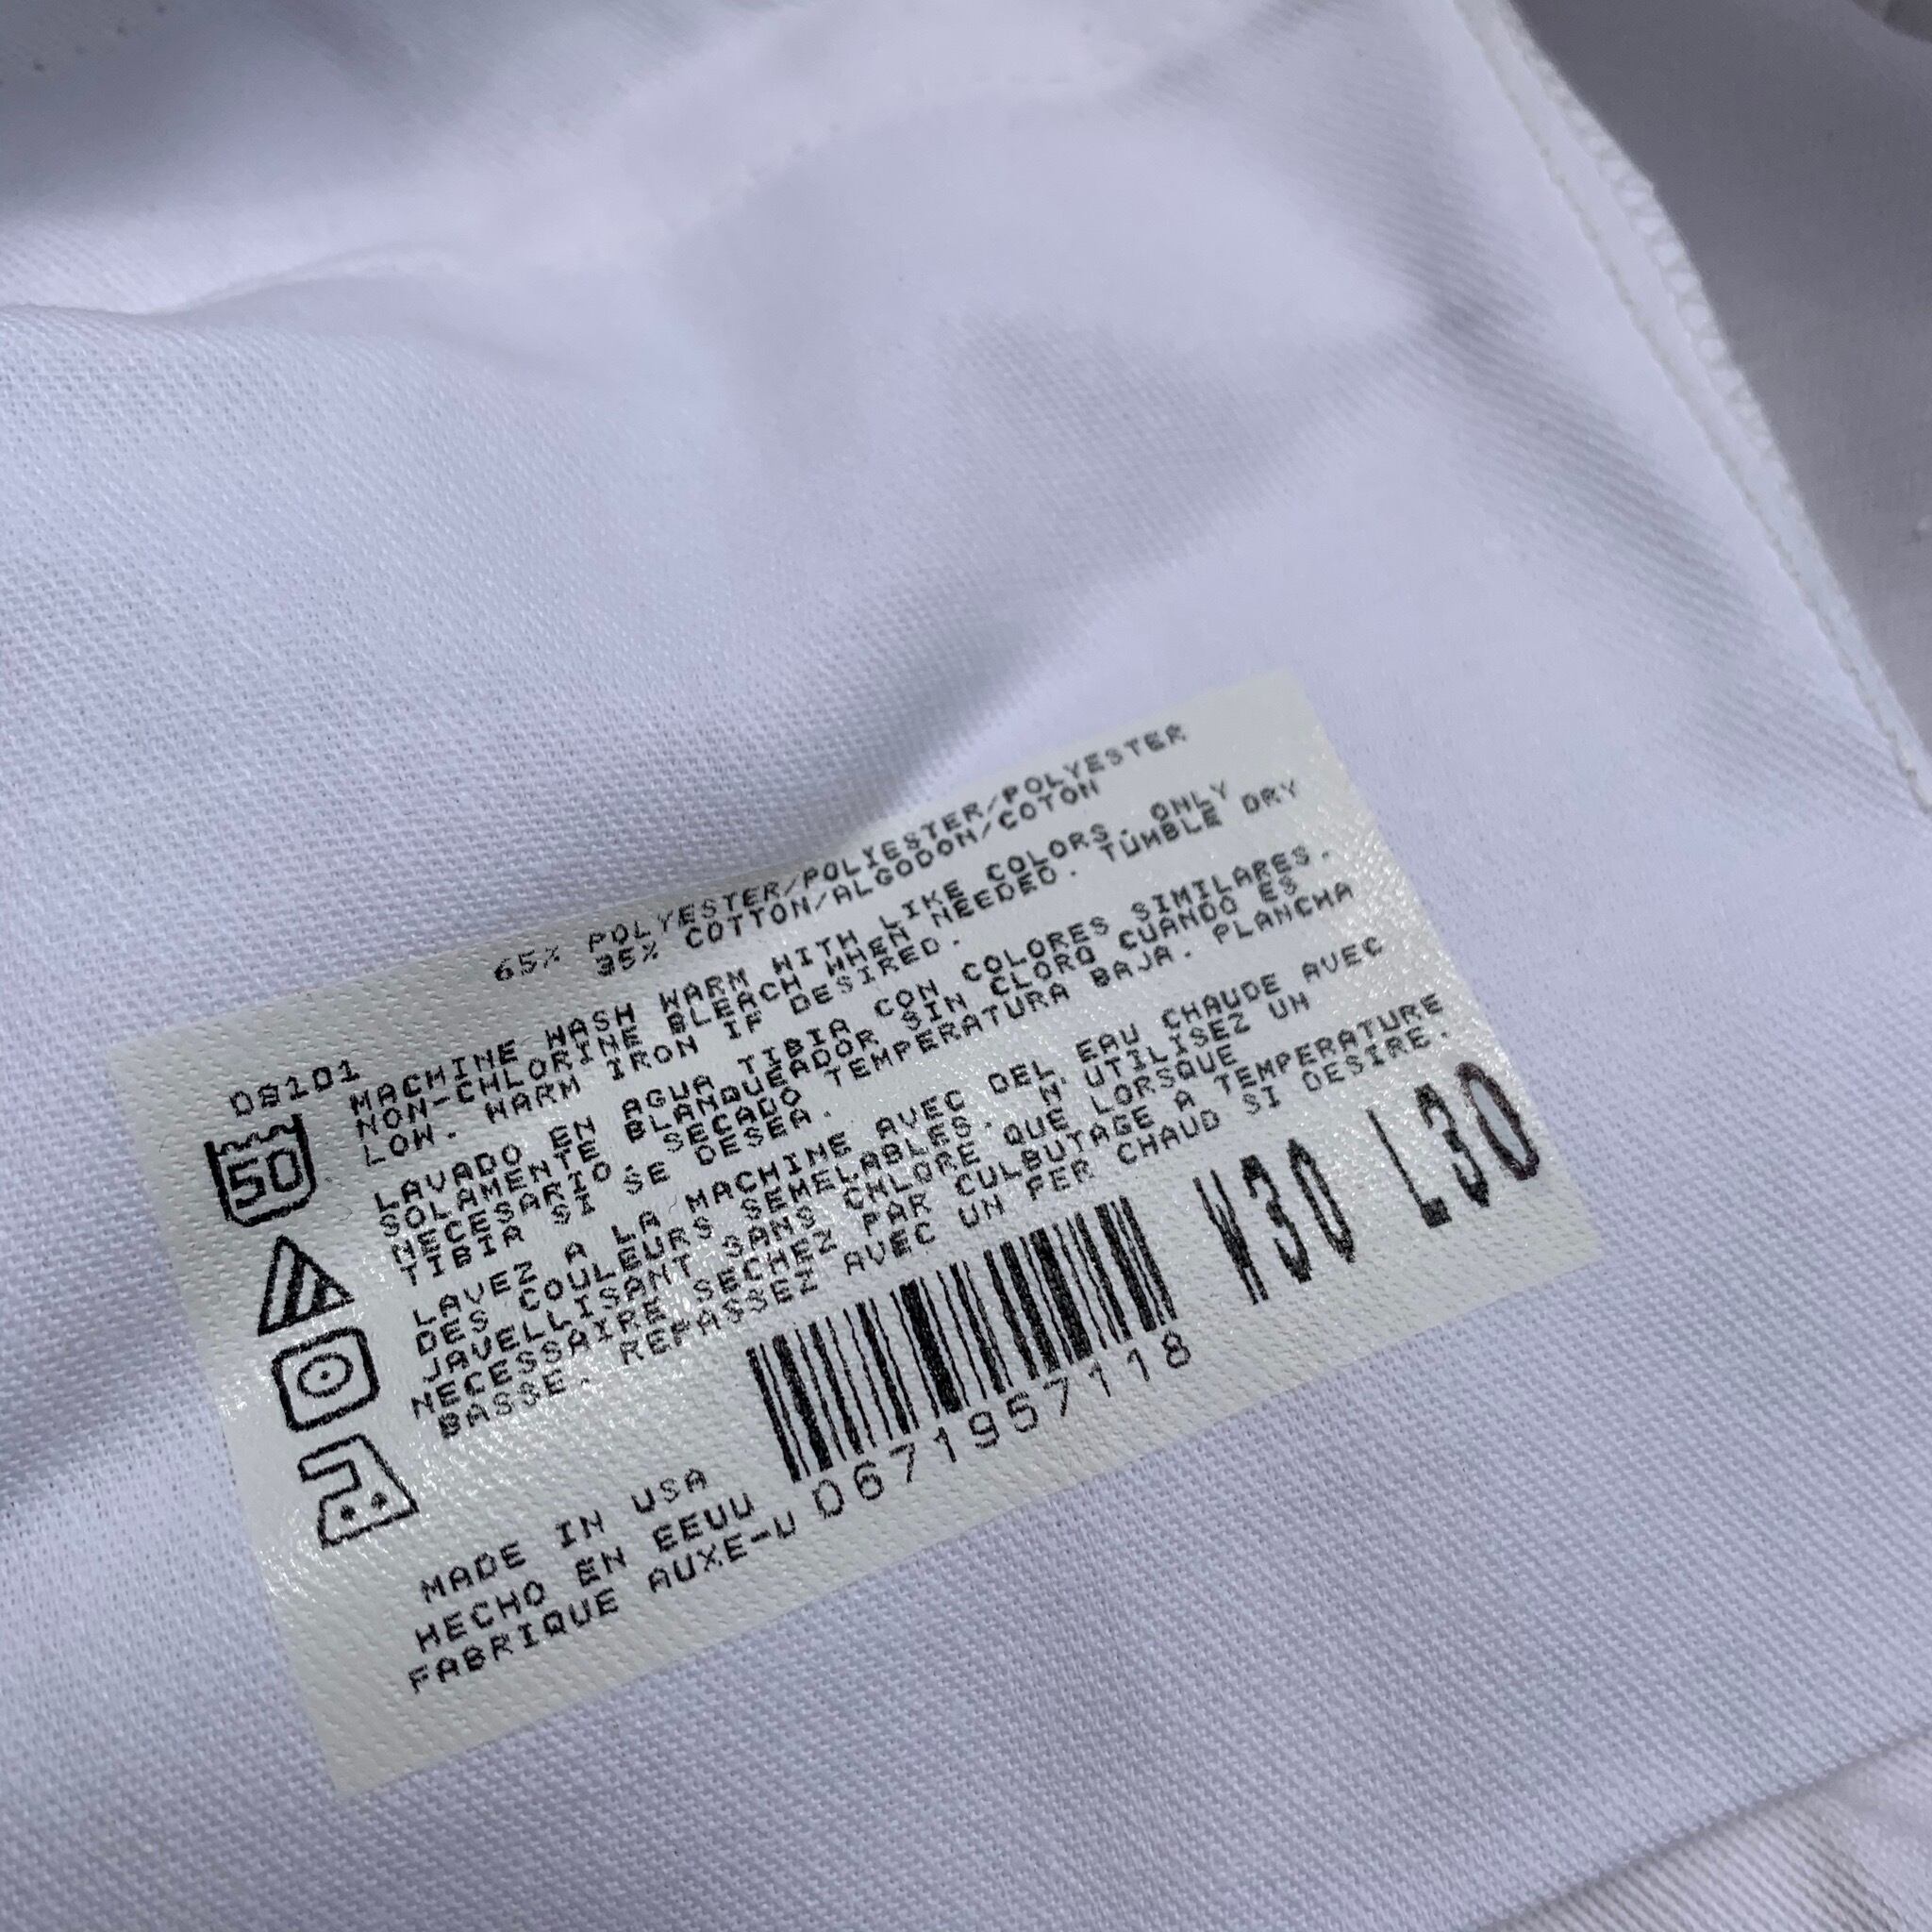 65% POLYESTER/POLIESTER/POLYESTER
35% COTTON/ALGODON/COTON
08101
MACHINE WASH WARM WITH LIKE COLORS. ONLY
NON-CHLORINE BLEACH WHEN NEEDED. TUMBLE DRY
LOW. WARM IRON IF DESIRED.
LAVADO EN AGUA TIBIA CON COLORES SIMILARES.
SOLAMENTE BLANQUEADOR SIN CLORO CUANDO ES
NECESARIO SECADO TEMPERATURA BAJA. PLANCHA
TIBIA SI SE DESEA.
LAVEZ A LA MACHINE AVEC DEL EAU CHAUDE AVEC
DES COULEURS SEMELABLES. N'UTILISEZ UN
JAVELLISANT SANS CHLORE QUE LORSQUE
NECESSAIRE SECHEZ PAR CULBUTAGE A TEMPERATURE
BASSE. REPASSEZ AVEC UN FER CHAUD SI DESIRE.
50
W30 L30
0671957118
MADE IN USA
HECHO EN EEUU
FABRIQUE AUXE-U